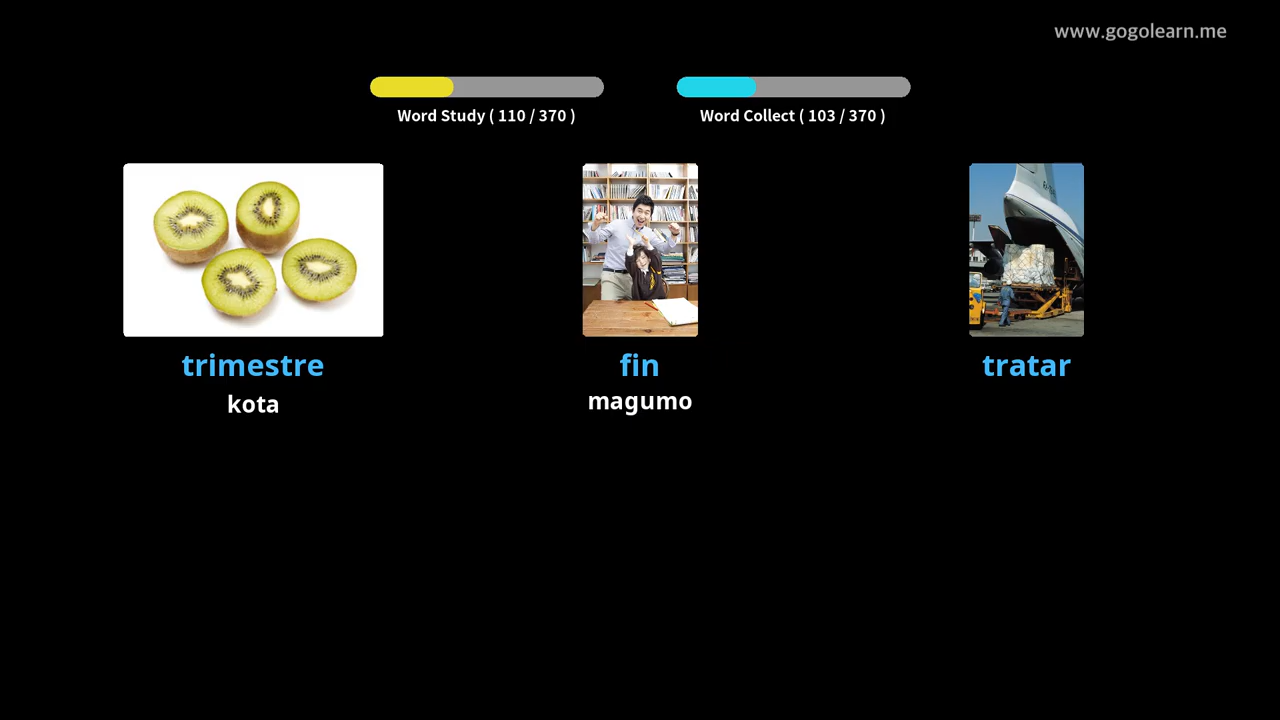 www.gogolearn.me
Word Study ( 110 / 370 )
Word Collect ( 103 / 370 )
trimestre
kota
fin
magumo
tratar